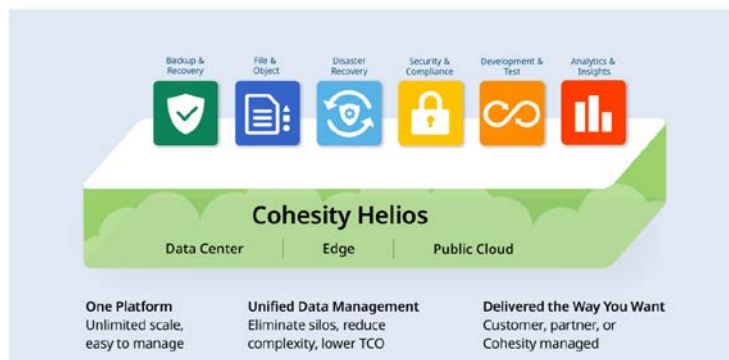 Backup &
Recovery
File &
Object
Disaster
Recovery
Security &
Compliance
Development &
Test
Analytics &
Insights
Cohesity Helios
Data Center
Edge
Public Cloud
One Platform
Unlimited scale,
easy to manage
Unified Data Management
Eliminate silos, reduce
complexity, lower TCO
Delivered the Way You Want
Customer, partner, or
Cohesity managed